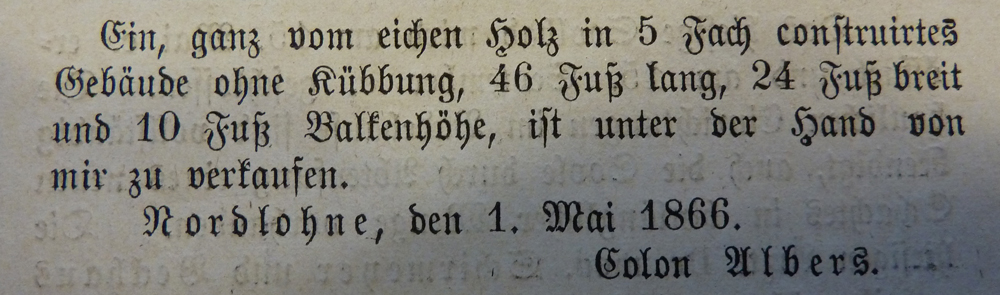 Ein, ganz vom eichen Holz in 5 Fach construirtes
Gebäude ohne Kübbung, 46 Fuß lang, 24 Fuß breit
und 10 Fuß Balkenhöhe, ist unter der Hand von
mir zu verkaufen.
Nordlohne, den 1. Mai 1866.
Colon Albers.